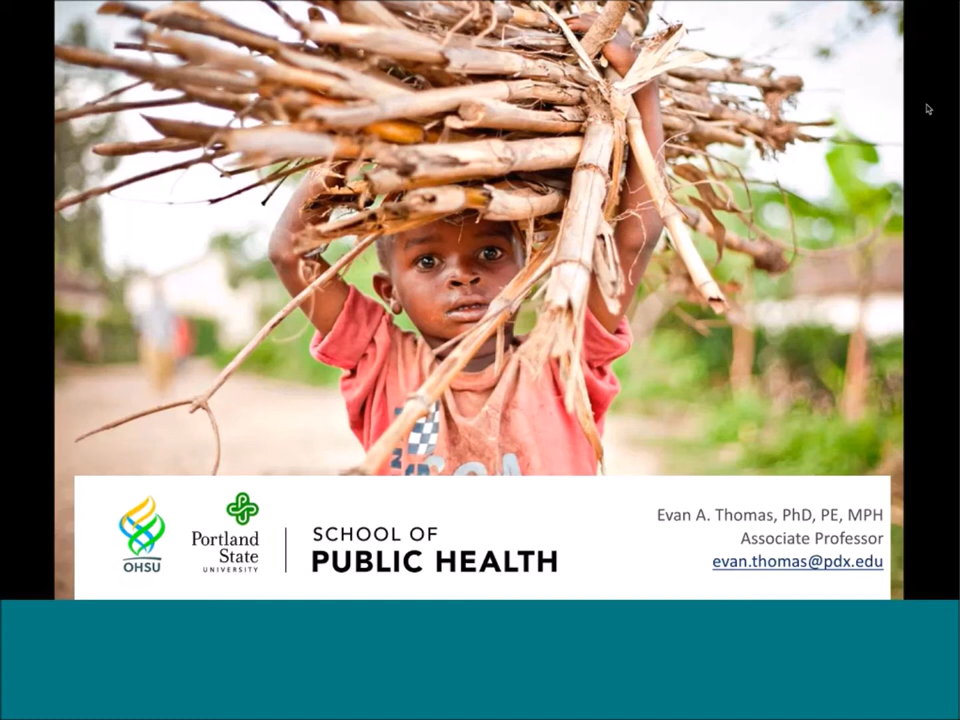 OHSU
Portland
State
UNIVERSITY
SCHOOL OF
PUBLIC HEALTH
Evan A. Thomas, PhD, PE, MPH
Associate Professor
evan.thomas@pdx.edu